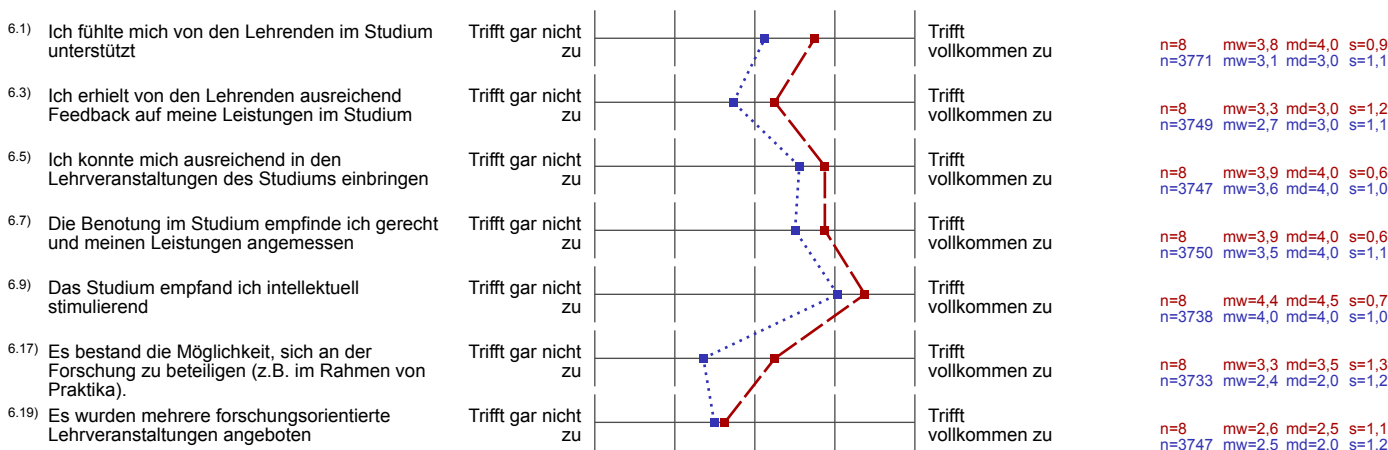 6.1) Ich fühlte mich von den Lehrenden im Studium
unterstützt
Trifft gar nicht
zu
Trifft
vollkommen zu
n=8 mw=3,8 md=4,0 s=0,9
n=3771 mw=3,1 md=3,0 s=1,1
6.3) Ich erhielt von den Lehrenden ausreichend
Feedback auf meine Leistungen im Studium
Trifft gar nicht
zu
Trifft
vollkommen zu
n=8 mw=3,3 md=3,0 s=1,2
n=3749 mw=2,7 md=3,0 s=1,1
6.5) Ich konnte mich ausreichend in den
Lehrveranstaltungen des Studiums einbringen
Trifft gar nicht
zu
Trifft
vollkommen zu
n=8 mw=3,9 md=4,0 s=0,6
n=3747 mw=3,6 md=4,0 s=1,0
6.7) Die Benotung im Studium empfinde ich gerecht
und meinen Leistungen angemessen
Trifft gar nicht
zu
Trifft
vollkommen zu
n=8 mw=3,9 md=4,0 s=0,6
n=3750 mw=3,5 md=4,0 s=1,1
6.9) Das Studium empfand ich intellektuell
stimulierend
Trifft gar nicht
zu
Trifft
vollkommen zu
n=8 mw=4,4 md=4,5 s=0,7
n=3738 mw=4,0 md=4,0 s=1,0
6.17) Es bestand die Möglichkeit, sich an der
Forschung zu beteiligen (z.B. im Rahmen von
Praktika).
Trifft gar nicht
zu
Trifft
vollkommen zu
n=8 mw=3,3 md=3,5 s=1,3
n=3733 mw=2,4 md=2,0 s=1,2
6.19) Es wurden mehrere forschungsorientierte
Lehrveranstaltungen angeboten
Trifft gar nicht
zu
Trifft
vollkommen zu
n=8 mw=2,6 md=2,5 s=1,1
n=3747 mw=2,5 md=2,0 s=1,2